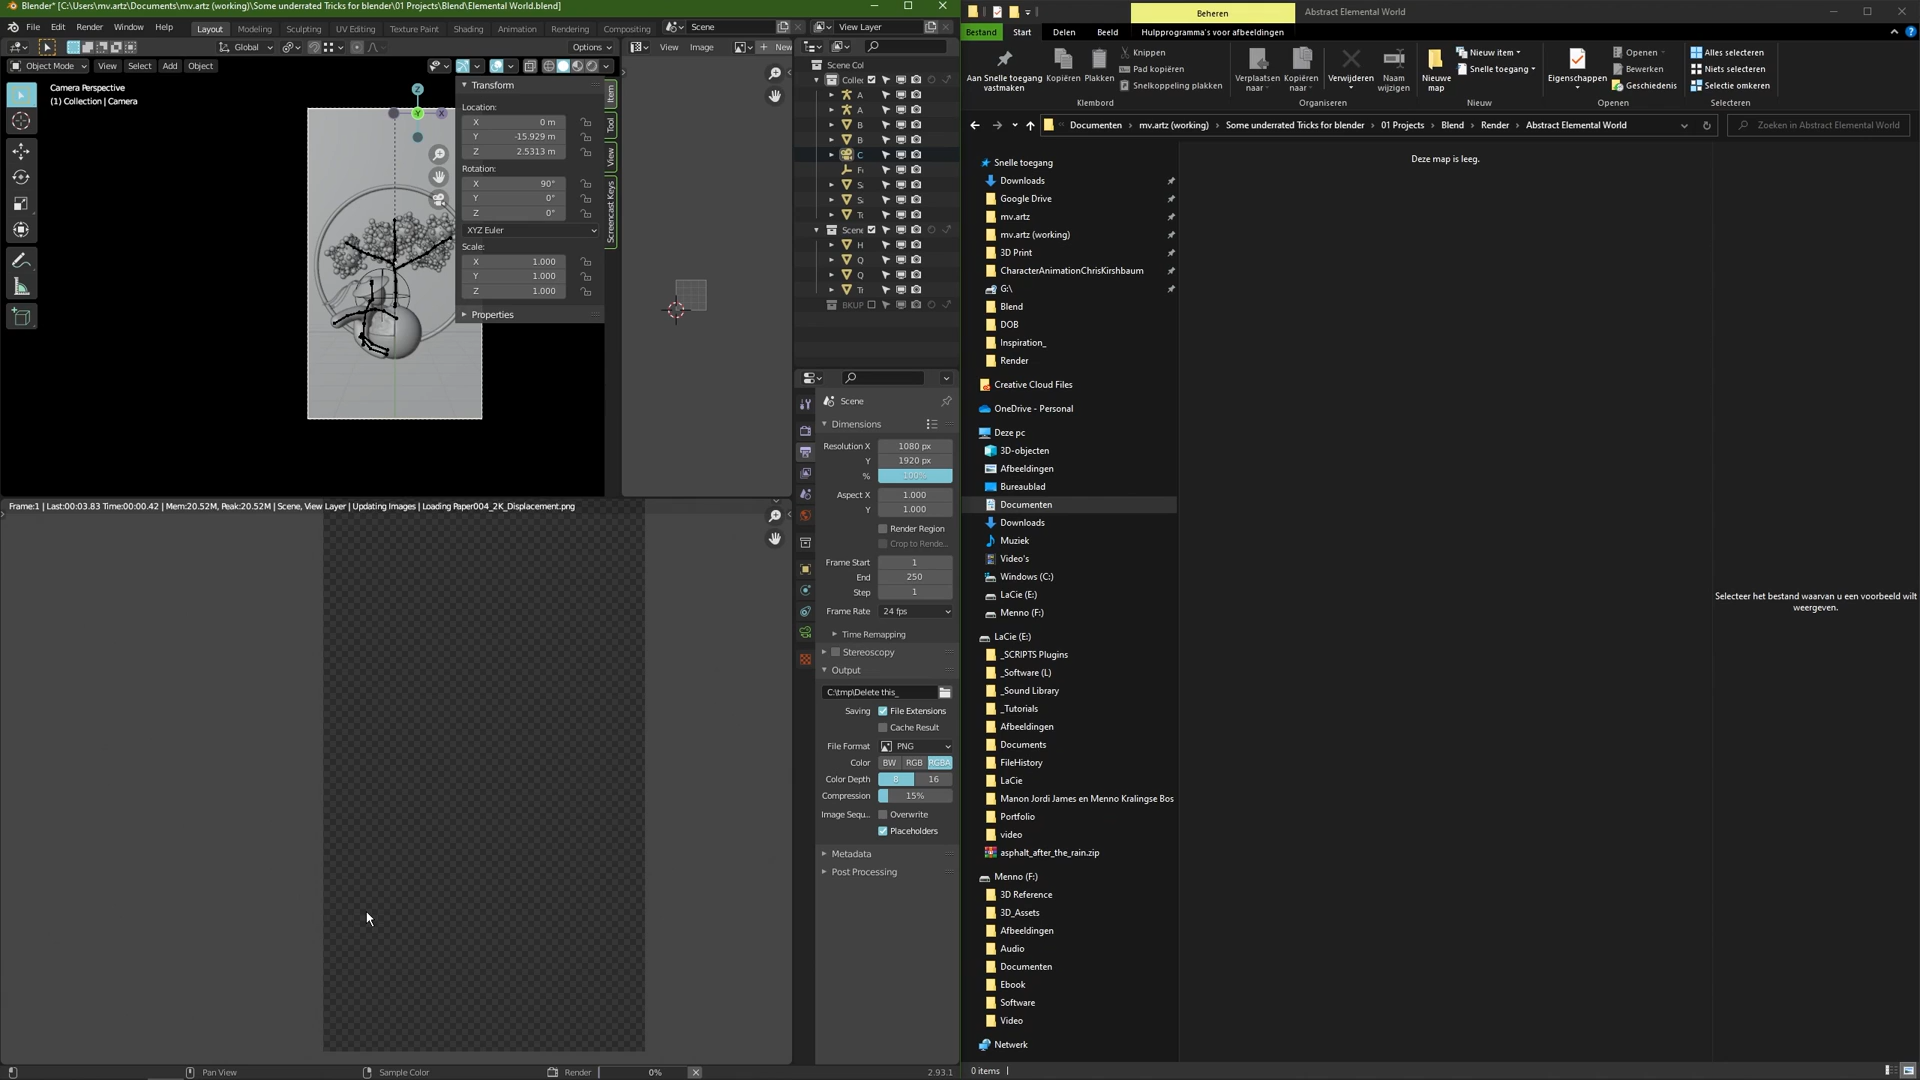 Blender* [C:\Users\mv.artz\Documents\mv.artz (working)\Some underrated Tricks for blender\01 Projects\Blend\Elemental World.blend]
File Edit Render Window Help Layout Modeling Sculpting UV Editing Texture Paint Shading Animation Rendering Compositing Scene View Layer
Global Options View Image New
Object Mode View Select Add Object
Camera Perspective
(1) Collection | Camera
Z
Y
X
Transform
Location:
X 0 m
Y -15.929 m
Z 2.5313 m
Rotation:
X 90°
Y 0°
Z 0°
XYZ Euler
Scale:
X 1.000
Y 1.000
Z 1.000
Properties
Item
Tool
View
Screencast Keys
Scene Col
Collec
A
A
B
B
C
S
S
Scene
H
Q
Q
BKUP
Scene
Dimensions
Resolution X 1080 px
Y 1920 px
% 100%
Aspect X 1.000
Y 1.000
Render Region
Crop to Rende...
Frame Start 1
End 250
Step 1
Frame Rate 24 fps
Time Remapping
Stereoscopy
Output
C:\tmp\Delete this_
Saving File Extensions
Cache Result
File Format PNG
Color BW RGB RGBA
Color Depth 8 16
Compression 15%
Image Sequ... Overwrite
Placeholders
Metadata
Post Processing
Frame:1 | Last:00:03.83 Time:00:00.42 | Mem:20.52M, Peak:20.52M | Scene, View Layer | Updating Images | Loading Paper004_2K_Displacement.png
Pan View Sample Color Render 0% 2.93.1
Beheren Abstract Elemental World
Bestand Start Delen Beeld Hulpprogramma's voor afbeeldingen
Aan Snelle toegang vastmaken
Kopiëren
Plakken
Knippen
Pad kopiëren
Snelkoppeling plakken
Klembord
Verplaatsen naar
Kopiëren naar
Verwijderen
Naam wijzigen
Organiseren
Nieuwe map
Nieuw item
Snelle toegang
Nieuw
Eigenschappen
Openen
Bewerken
Geschiedenis
Openen
Alles selecteren
Niets selecteren
Selectie omkeren
Selecteren
Documenten mv.artz (working) Some underrated Tricks for blender 01 Projects Blend Render Abstract Elemental World Zoeken in Abstract Elemental World
Deze map is leeg.
Snelle toegang
Downloads
Google Drive
mv.artz
mv.artz (working)
3D Print
CharacterAnimationChrisKirshbaum
G:\
Blend
DOB
Inspiration_
Render
Creative Cloud Files
OneDrive - Personal
Deze pc
3D-objecten
Afbeeldingen
Bureaublad
Documenten
Downloads
Muziek
Video's
Windows (C:)
LaCie (E:)
Menno (F:)
LaCie (E:)
_SCRIPTS Plugins
_Software (L)
_Sound Library
_Tutorials
Afbeeldingen
Documents
FileHistory
LaCie
Manon Jordi James en Menno Kralingse Bos
Portfolio
video
asphalt_after_the_rain.zip
Menno (F:)
3D Reference
3D_Assets
Afbeeldingen
Audio
Documenten
Ebook
Software
Video
Netwerk
Selecteer het bestand waarvan u een voorbeeld wilt
weergeven.
0 items